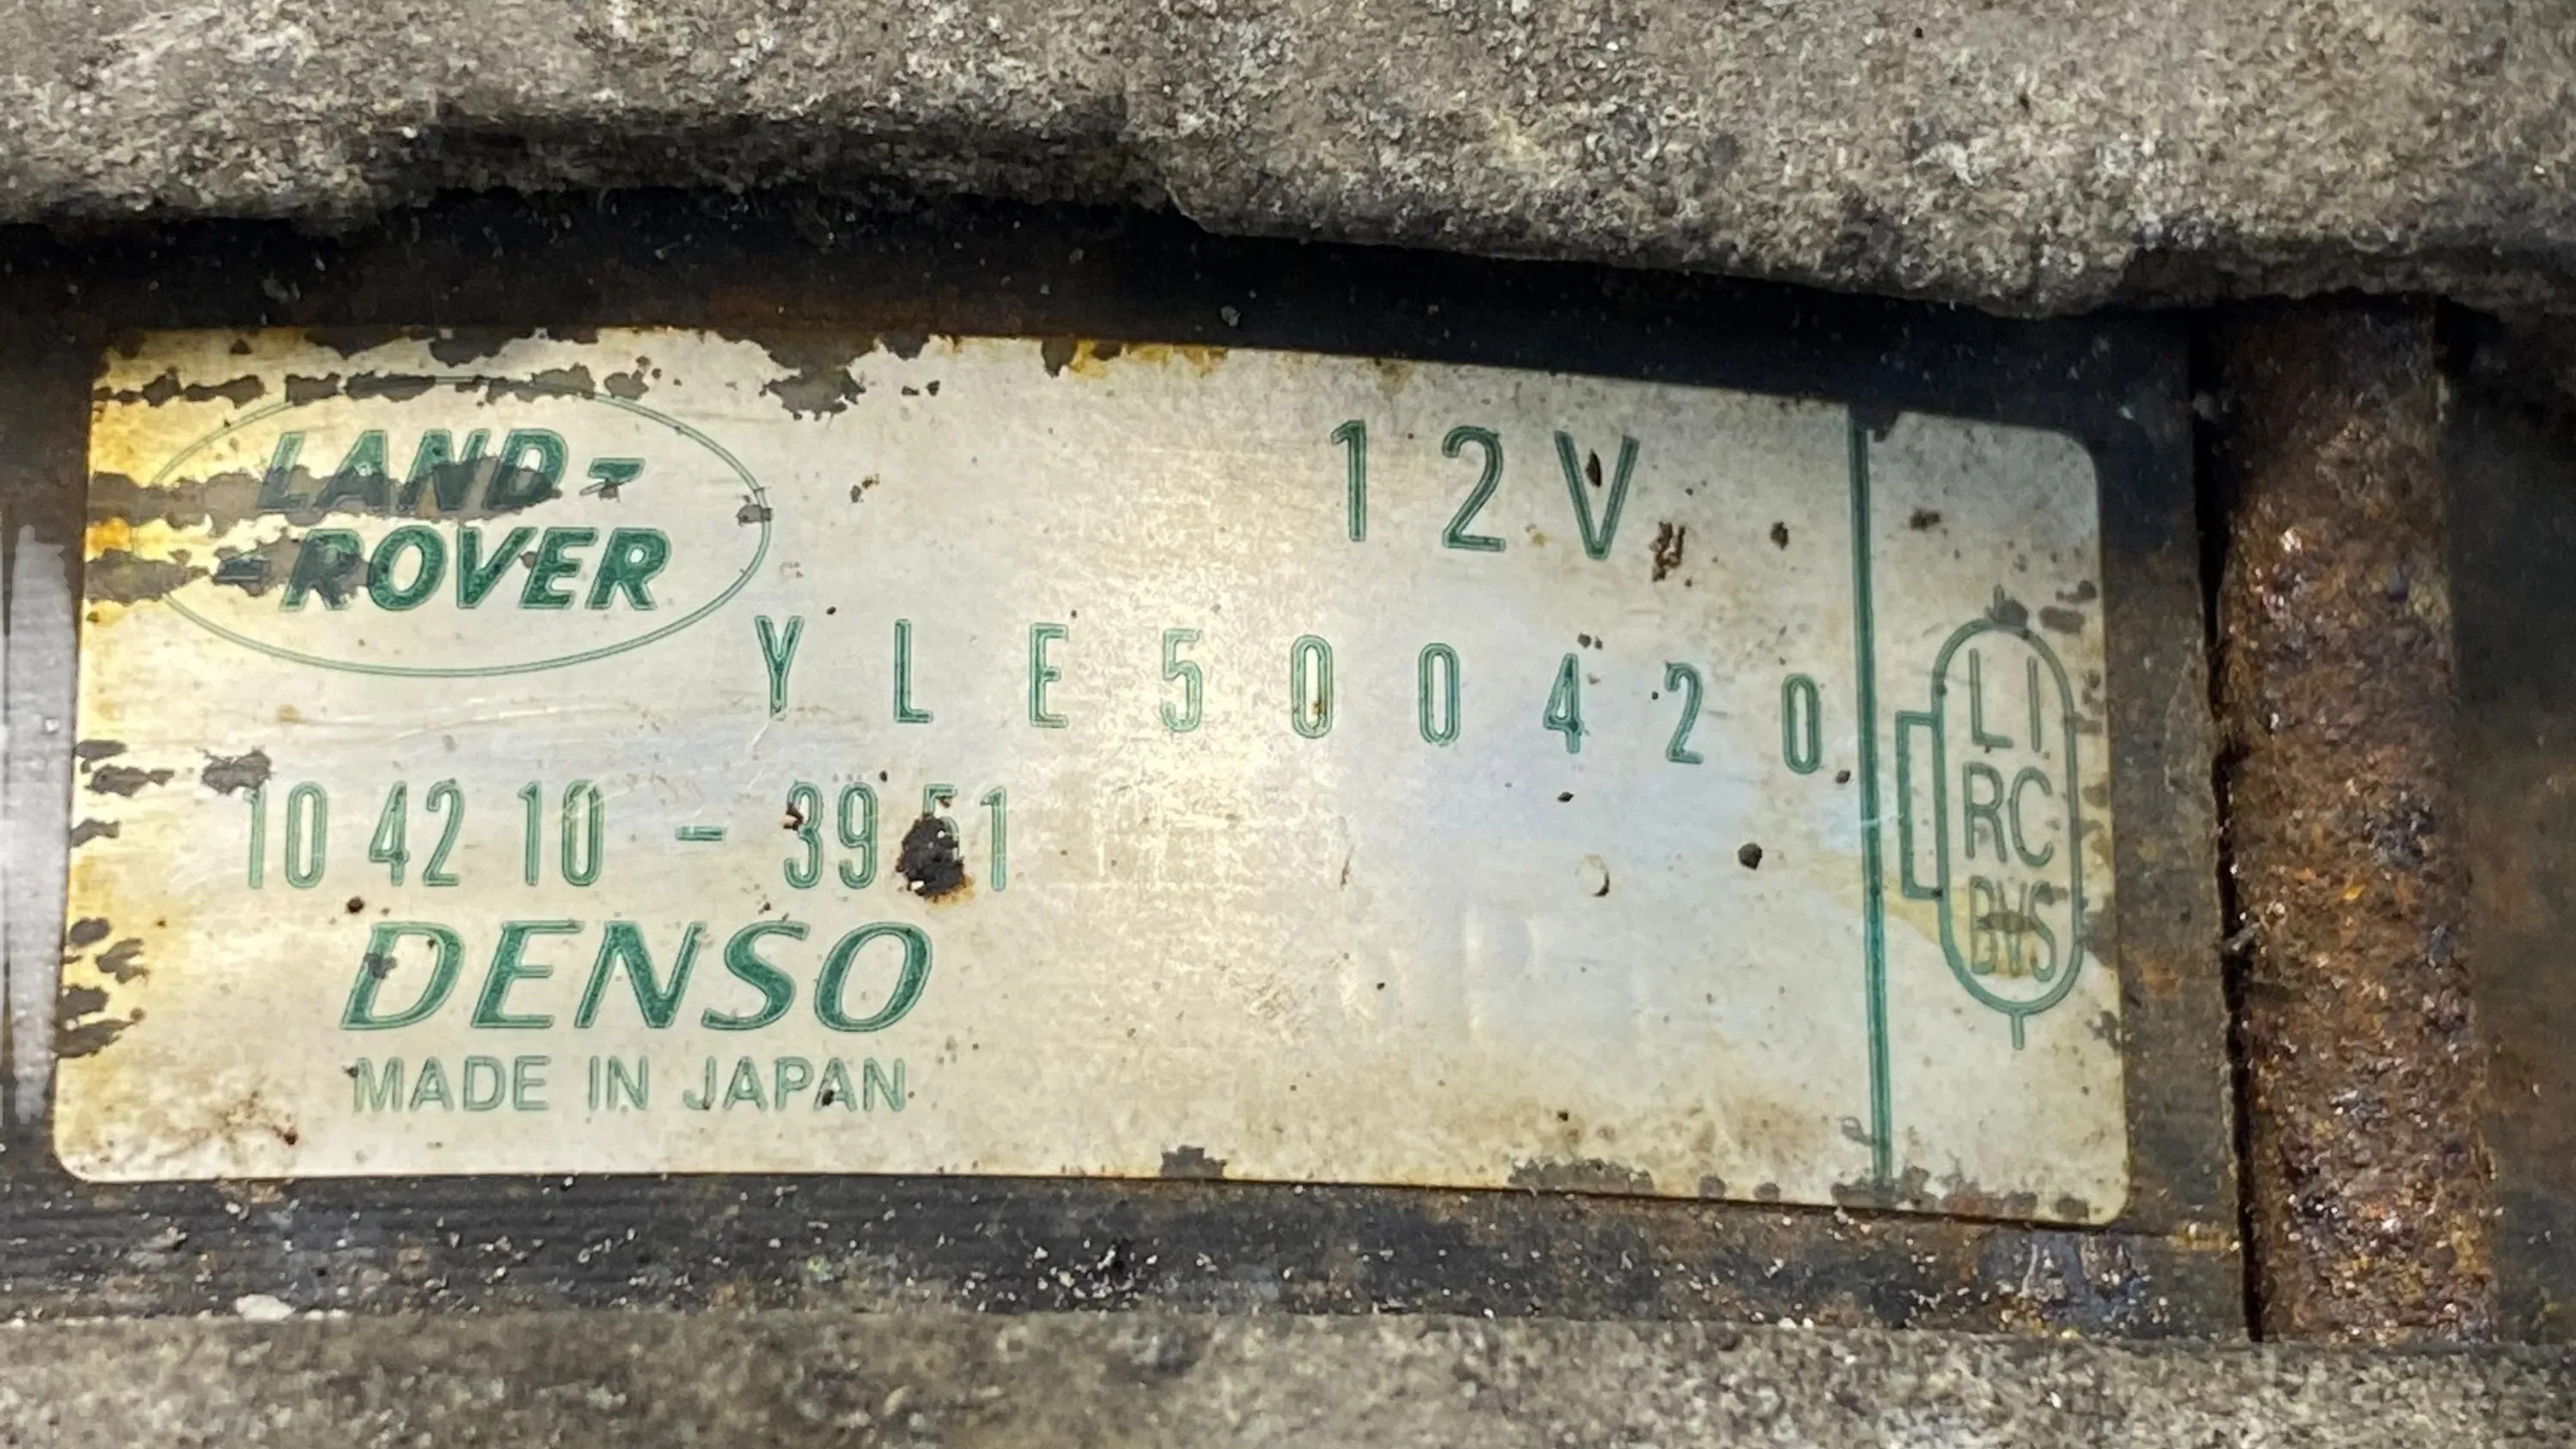 LAND-
-ROVER
12V
YLE500420
104210-3951
DENSO
MADE IN JAPAN
LI
RC
BVS